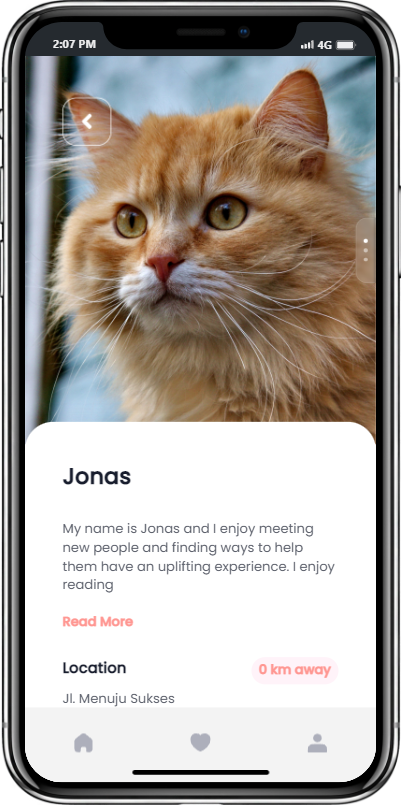 2:07 PM
4G
Jonas
My name is Jonas and I enjoy meeting
new people and finding ways to help
them have an uplifting experience. I enjoy
reading
Read More
Location
0 km away
Jl. Menuju Sukses